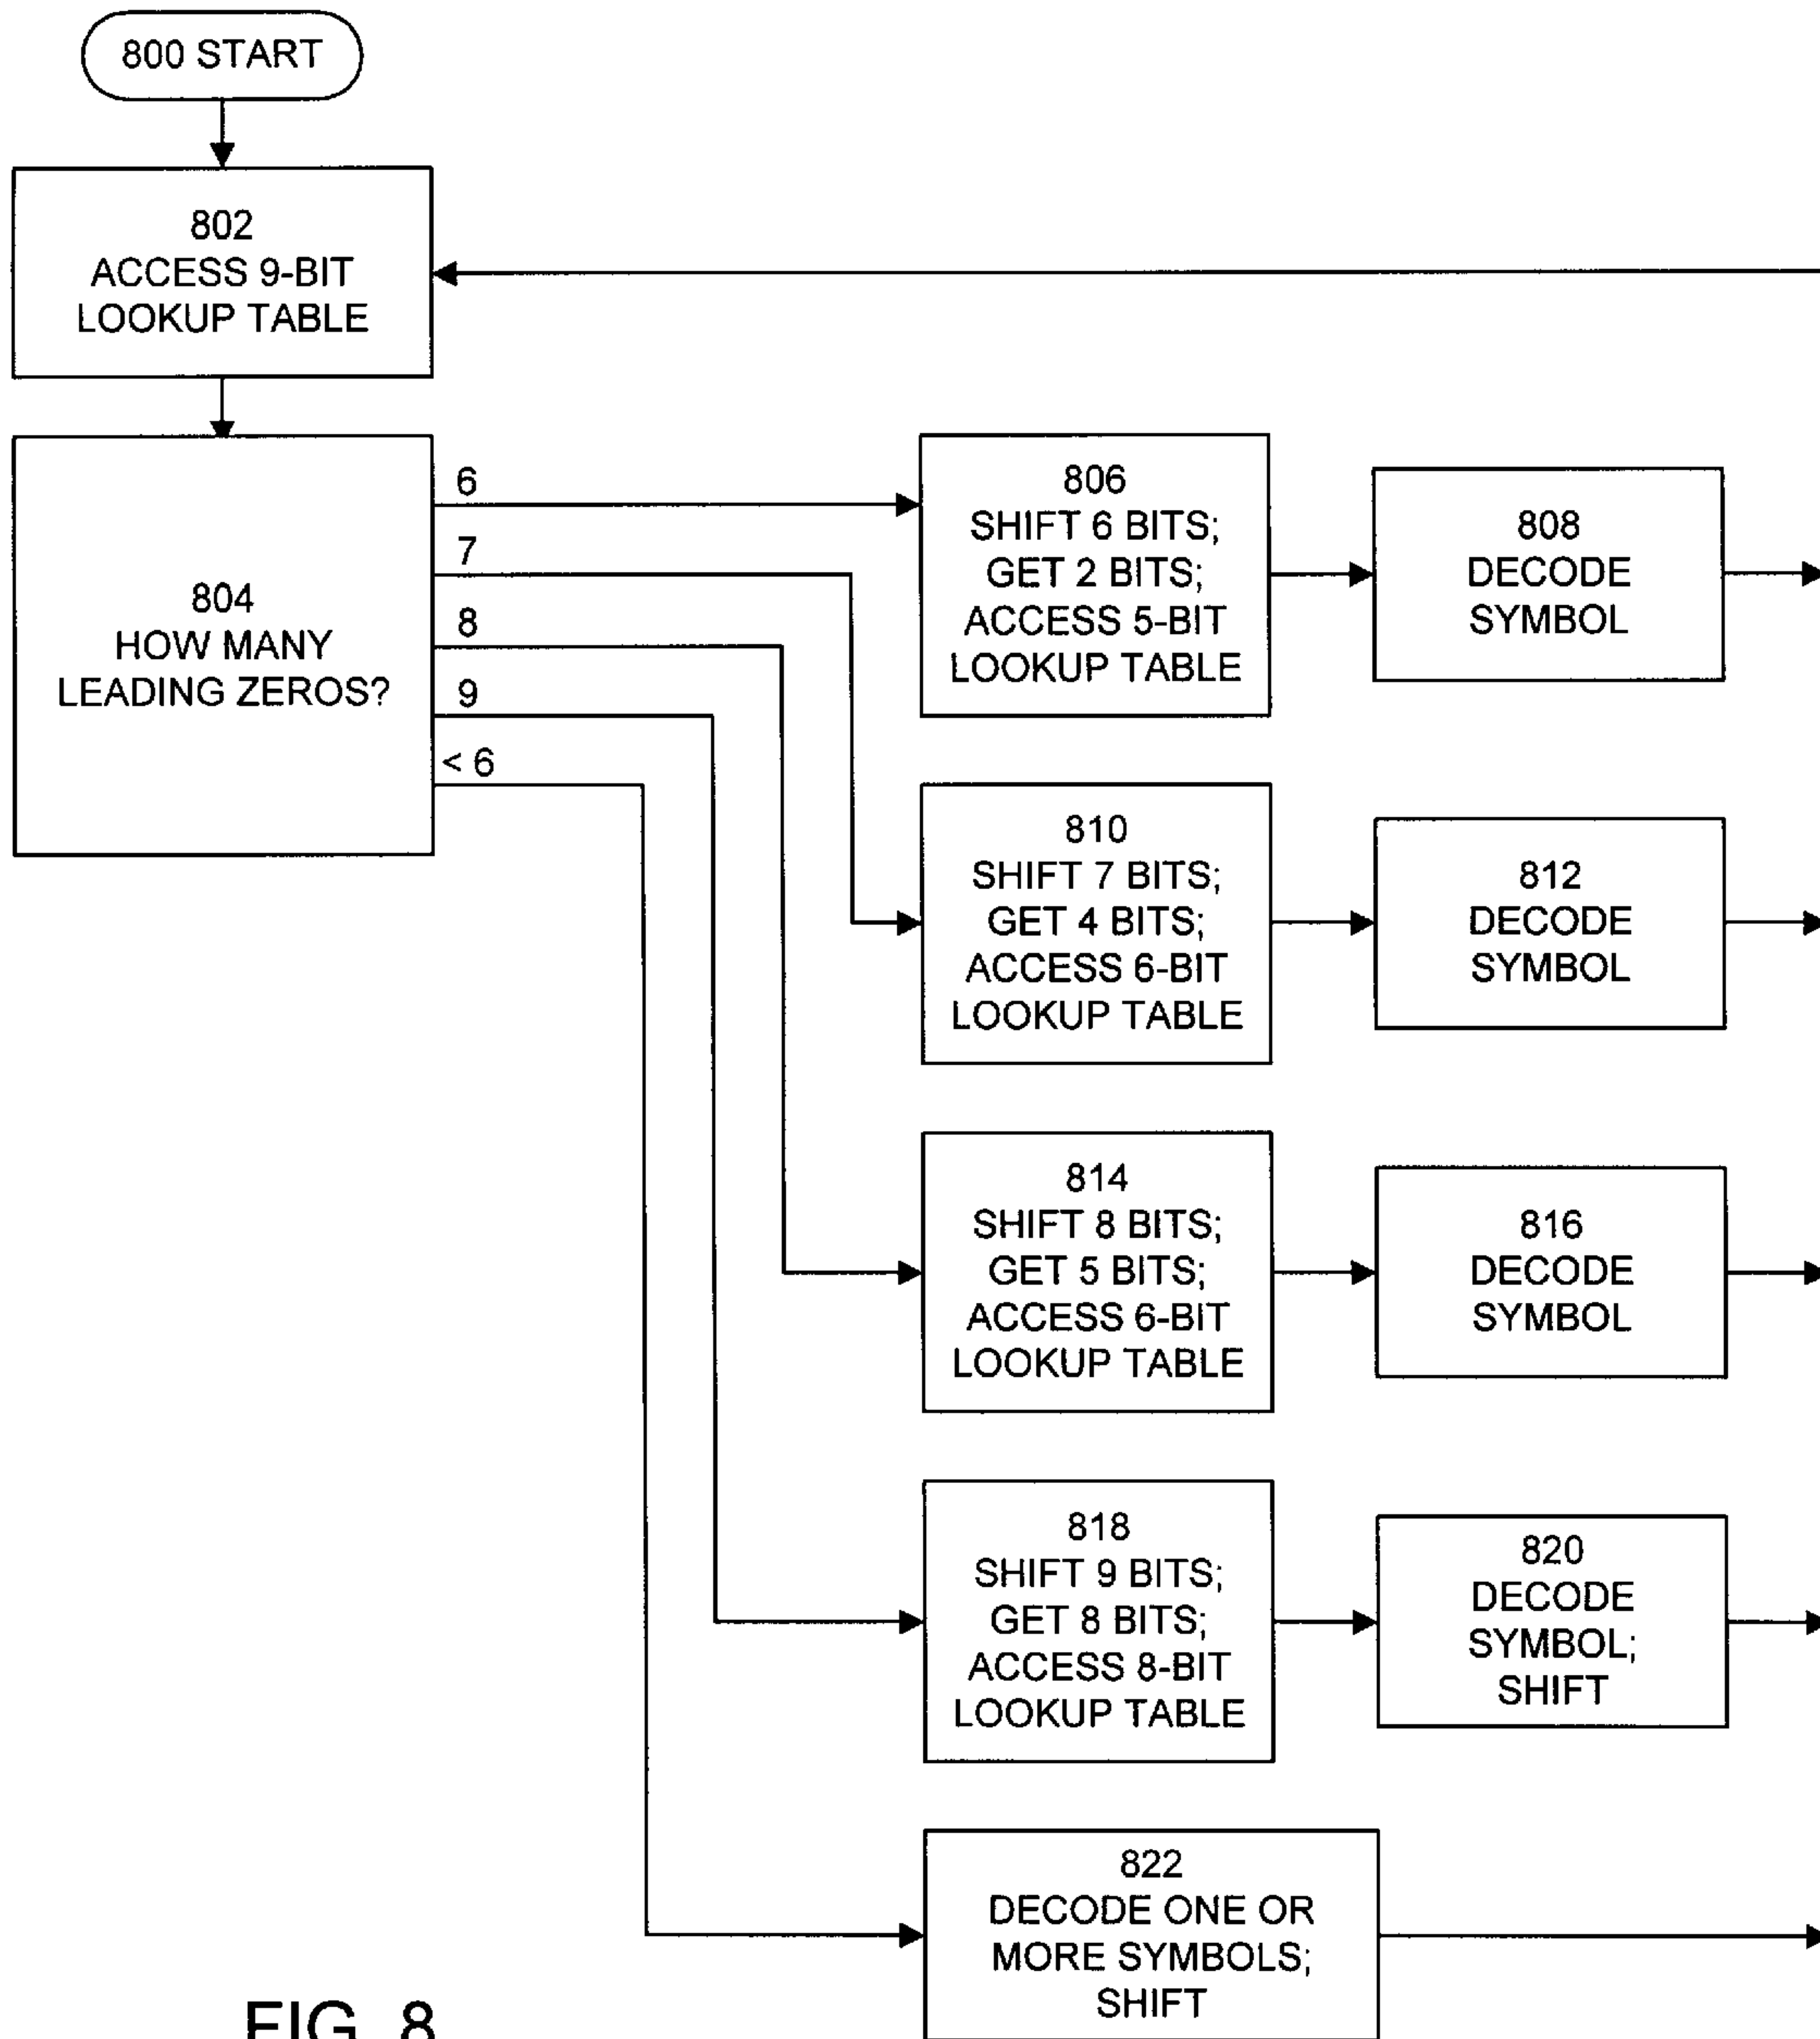 800 START
802
ACCESS 9-BIT
LOOKUP TABLE
804
HOW MANY
LEADING ZEROS?
6
7
8
9
< 6
806
SHIFT 6 BITS;
GET 2 BITS;
ACCESS 5-BIT
LOOKUP TABLE
808
DECODE
SYMBOL
810
SHIFT 7 BITS;
GET 4 BITS;
ACCESS 6-BIT
LOOKUP TABLE
812
DECODE
SYMBOL
814
SHIFT 8 BITS;
GET 5 BITS;
ACCESS 6-BIT
LOOKUP TABLE
816
DECODE
SYMBOL
818
SHIFT 9 BITS;
GET 8 BITS;
ACCESS 8-BIT
LOOKUP TABLE
820
DECODE
SYMBOL;
SHIFT
822
DECODE ONE OR
MORE SYMBOLS;
SHIFT
FIG. 8